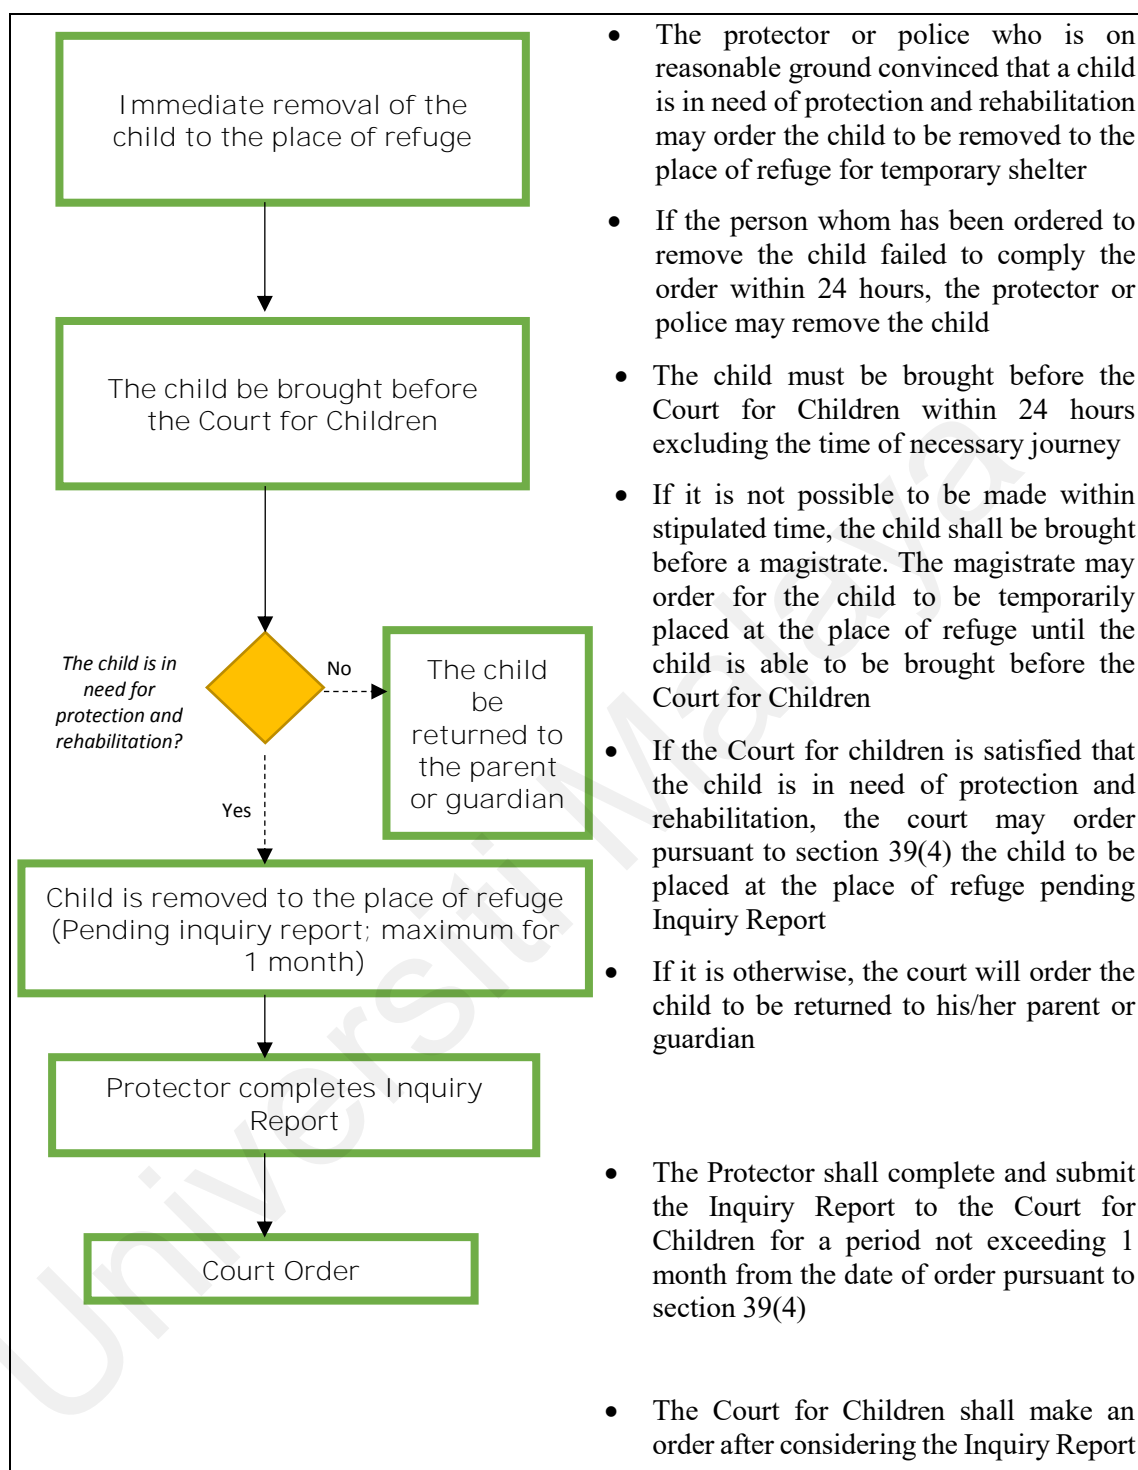 Immediate removal of the
child to the place of refuge
The child be brought before
the Court for Children
The child is in
need for
protection and
rehabilitation?
No
The child
be
returned to
the parent
or guardian
Yes
Child is removed to the place of refuge
(Pending inquiry report; maximum for
1 month)
Protector completes Inquiry
Report
Court Order
• The protector or police who is on
reasonable ground convinced that a child
is in need of protection and rehabilitation
may order the child to be removed to the
place of refuge for temporary shelter
• If the person whom has been ordered to
remove the child failed to comply the
order within 24 hours, the protector or
police may remove the child
• The child must be brought before the
Court for Children within 24 hours
excluding the time of necessary journey
• If it is not possible to be made within
stipulated time, the child shall be brought
before a magistrate. The magistrate may
order for the child to be temporarily
placed at the place of refuge until the
child is able to be brought before the
Court for Children
• If the Court for children is satisfied that
the child is in need of protection and
rehabilitation, the court may order
pursuant to section 39(4) the child to be
placed at the place of refuge pending
Inquiry Report
• If it is otherwise, the court will order the
child to be returned to his/her parent or
guardian
• The Protector shall complete and submit
the Inquiry Report to the Court for
Children for a period not exceeding 1
month from the date of order pursuant to
section 39(4)
• The Court for Children shall make an
order after considering the Inquiry Report
Universiti Malaya